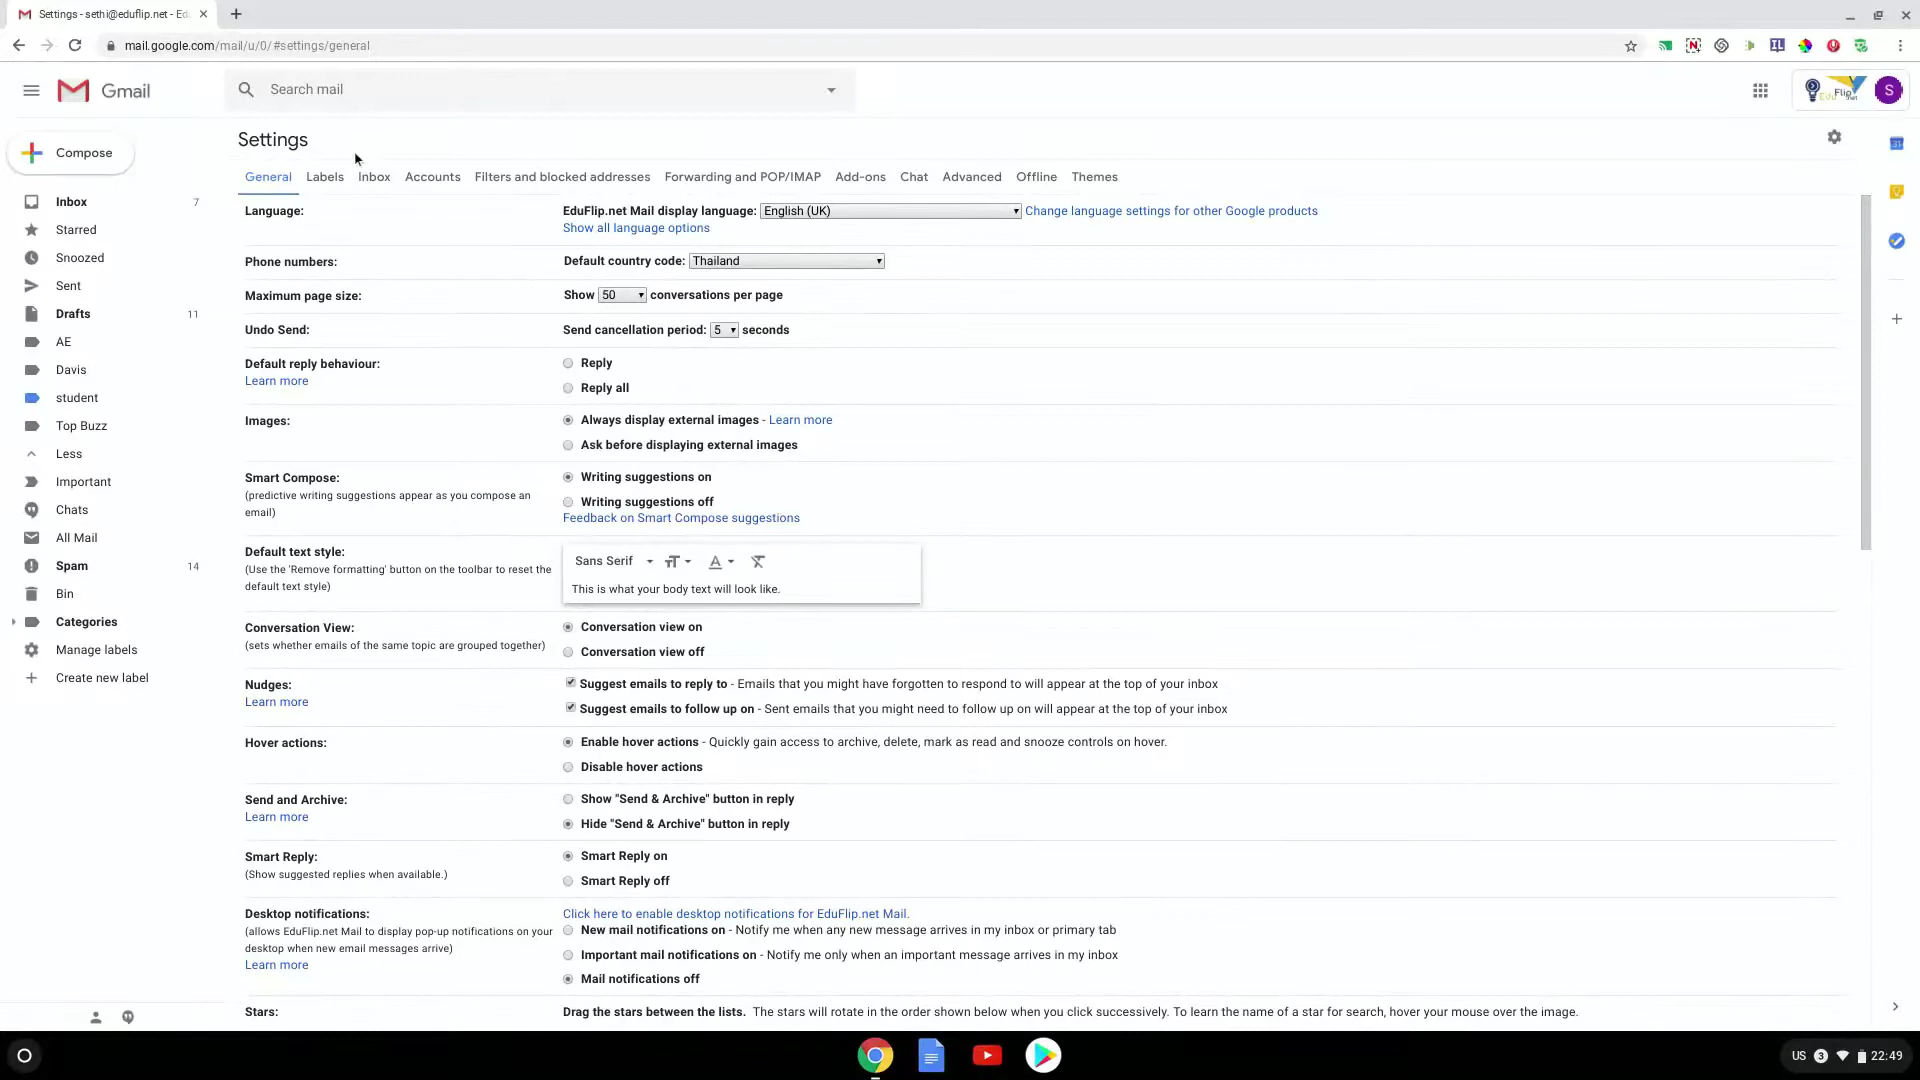 Settings - sethi@eduflip.net - Ed
mail.google.com/mail/u/0/#settings/general
Gmail
Search mail
Edu Flip
S
Compose
Settings
General Labels Inbox Accounts Filters and blocked addresses Forwarding and POP/IMAP Add-ons Chat Advanced Offline Themes
Inbox 7
Starred
Snoozed
Sent
Drafts 11
AE
Davis
student
Top Buzz
Less
Important
Chats
All Mail
Spam 14
Bin
Categories
Manage labels
Create new label
Language:
EduFlip.net Mail display language: English (UK) Change language settings for other Google products
Show all language options
Phone numbers:
Default country code: Thailand
Maximum page size:
Show 50 conversations per page
Undo Send:
Send cancellation period: 5 seconds
Default reply behaviour:
Learn more
Reply
Reply all
Images:
Always display external images - Learn more
Ask before displaying external images
Smart Compose:
(predictive writing suggestions appear as you compose an
email)
Writing suggestions on
Writing suggestions off
Feedback on Smart Compose suggestions
Default text style:
(Use the 'Remove formatting' button on the toolbar to reset the
default text style)
Sans Serif
This is what your body text will look like.
Conversation View:
(sets whether emails of the same topic are grouped together)
Conversation view on
Conversation view off
Nudges:
Learn more
Suggest emails to reply to - Emails that you might have forgotten to respond to will appear at the top of your inbox
Suggest emails to follow up on - Sent emails that you might need to follow up on will appear at the top of your inbox
Hover actions:
Enable hover actions - Quickly gain access to archive, delete, mark as read and snooze controls on hover.
Disable hover actions
Send and Archive:
Learn more
Show "Send & Archive" button in reply
Hide "Send & Archive" button in reply
Smart Reply:
(Show suggested replies when available.)
Smart Reply on
Smart Reply off
Desktop notifications:
(allows EduFlip.net Mail to display pop-up notifications on your
desktop when new email messages arrive)
Learn more
Click here to enable desktop notifications for EduFlip.net Mail.
New mail notifications on - Notify me when any new message arrives in my inbox or primary tab
Important mail notifications on - Notify me only when an important message arrives in my inbox
Mail notifications off
Stars:
Drag the stars between the lists. The stars will rotate in the order shown below when you click successively. To learn the name of a star for search, hover your mouse over the image.
US 3 22:49